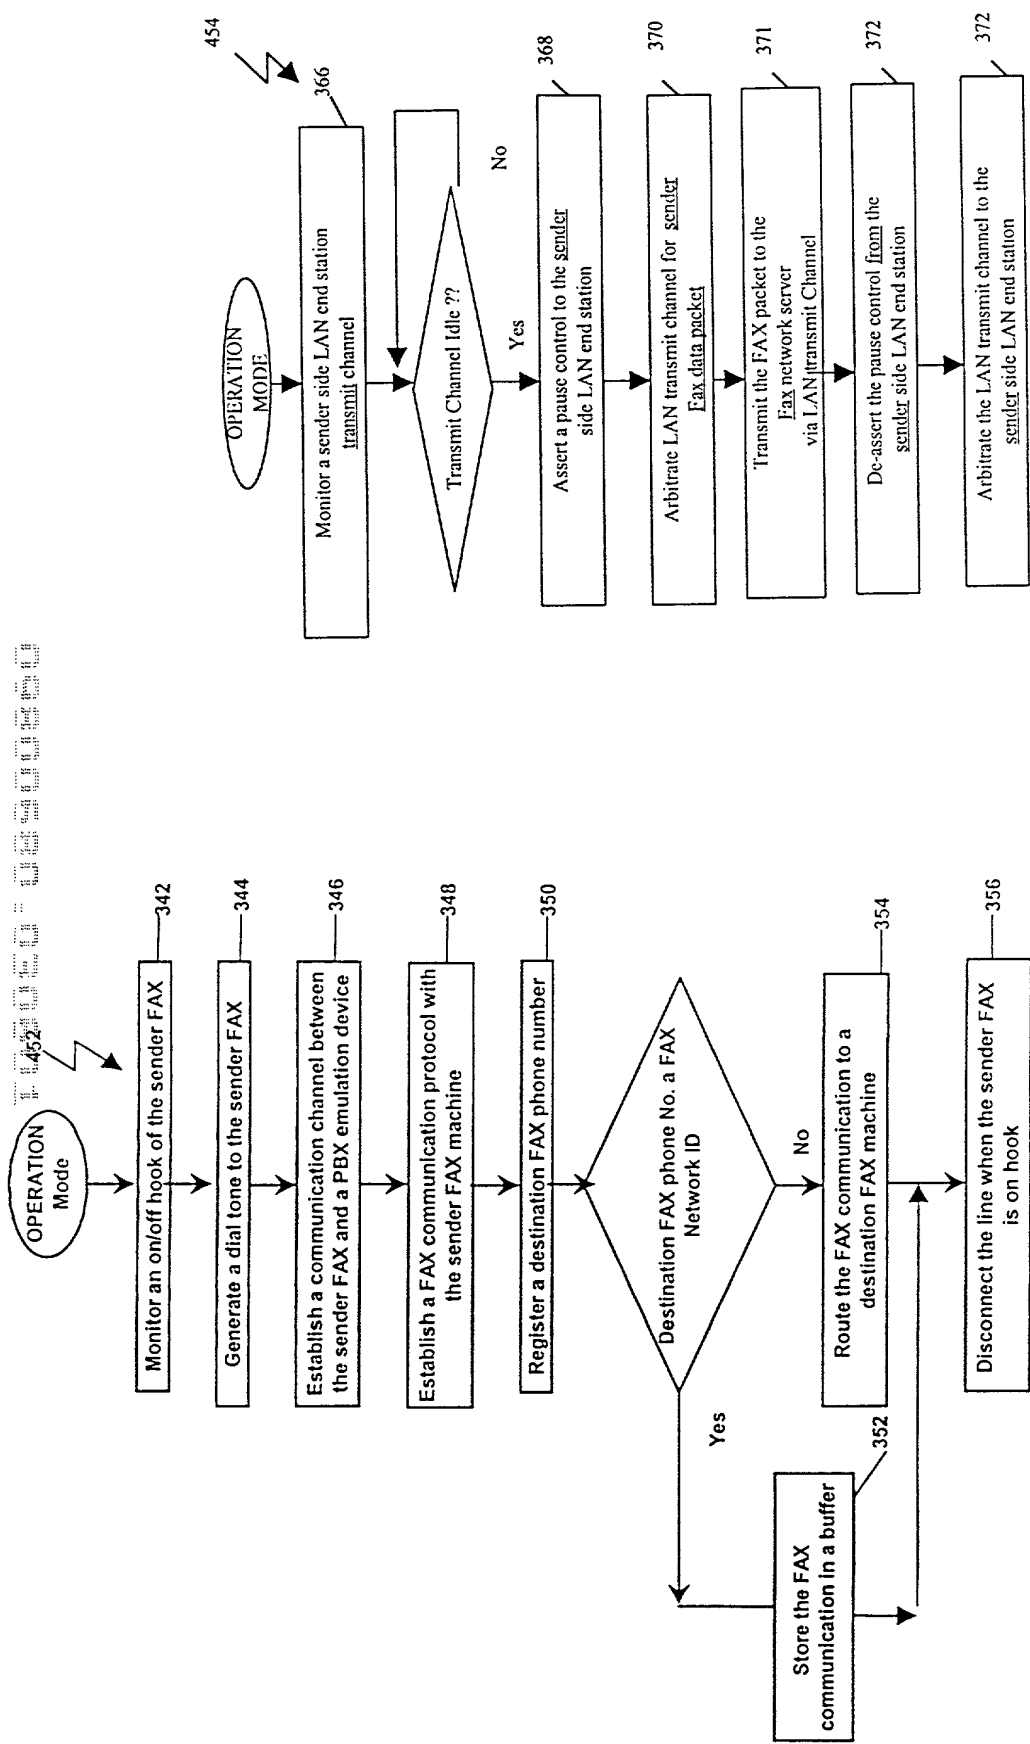 OPERATION
Mode
452
Monitor an on/off hook of the sender FAX
342
Generate a dial tone to the sender FAX
344
Establish a communication channel between
the sender FAX and a PBX emulation device
346
Establish a FAX communication protocol with
the sender FAX machine
348
Register a destination FAX phone number
350
Destination FAX phone No. a FAX
Network ID
Yes
No
Store the FAX
communication in a buffer
352
Route the FAX communication to a
destination FAX machine
354
Disconnect the line when the sender FAX
is on hook
356
OPERATION
MODE
454
366
Monitor a sender side LAN end station
transmit channel
Transmit Channel Idle ??
No
Yes
Assert a pause control to the sender
side LAN end station
368
Arbitrate LAN transmit channel for sender
Fax data packet
370
Transmit the FAX packet to the
Fax network server
via LAN transmit Channel
371
De-assert the pause control from the
sender side LAN end station
372
Arbitrate the LAN transmit channel to the
sender side LAN end station
372